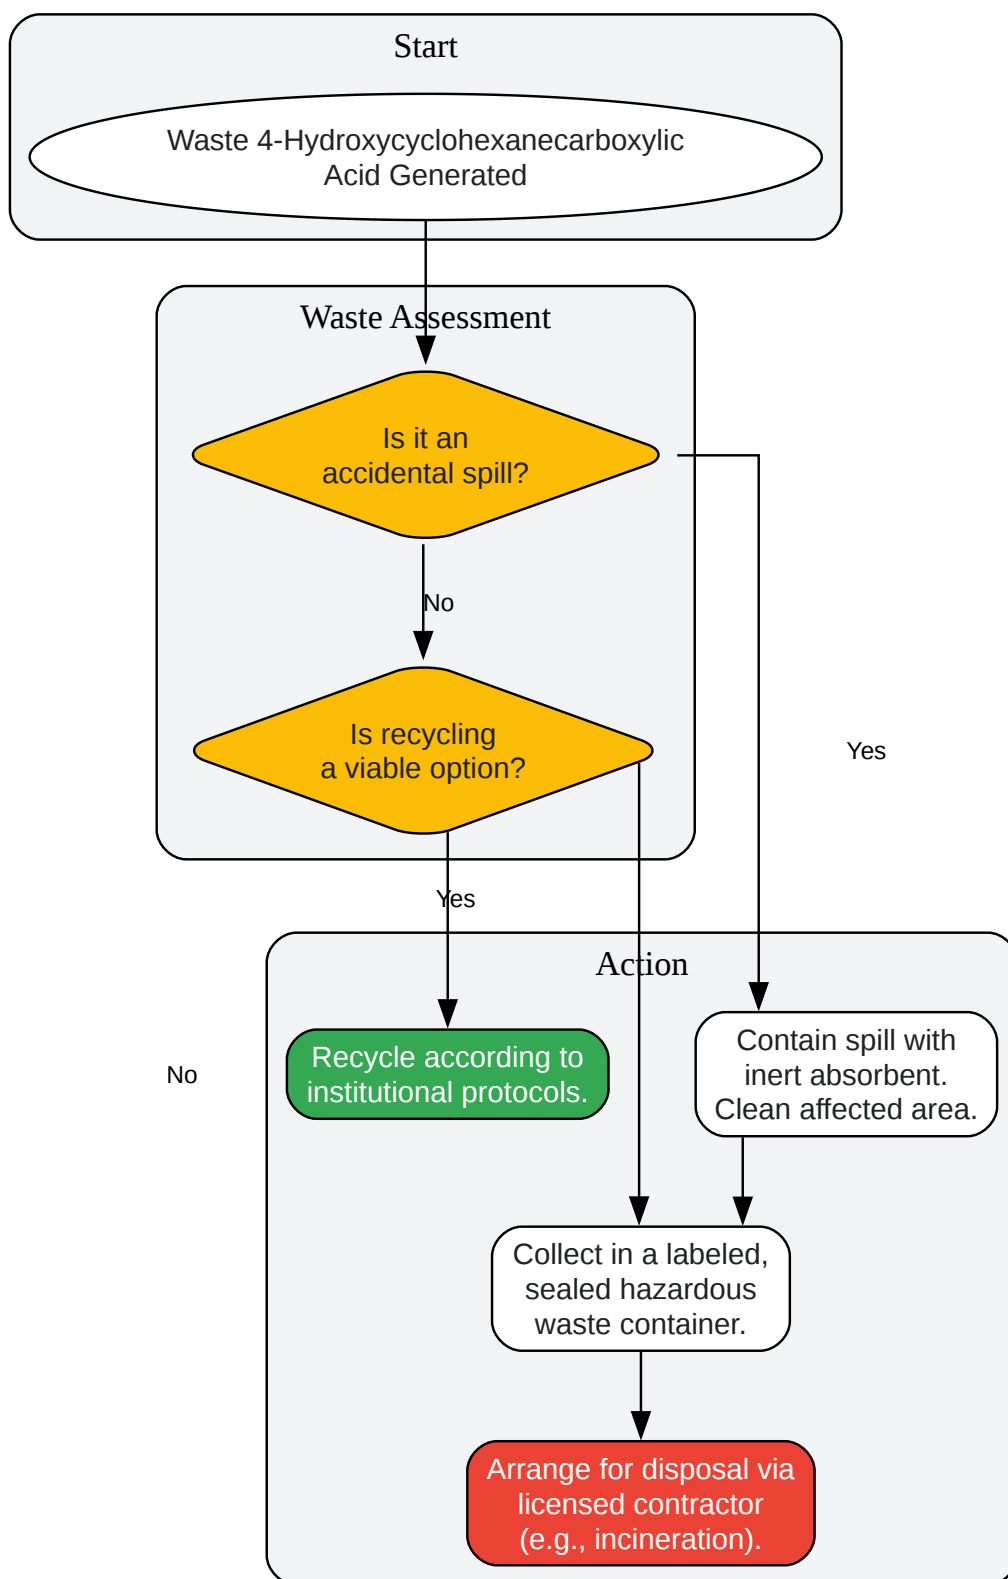 Start
Waste 4-Hydroxycyclohexanecarboxylic
Acid Generated
Waste Assessment
Is it an
accidental spill?
No
Is recycling
a viable option?
Yes
Yes
Action
Recycle according to
institutional protocols.
No
Contain spill with
inert absorbent.
Clean affected area.
Collect in a labeled,
sealed hazardous
waste container.
Arrange for disposal via
licensed contractor
(e.g., incineration).